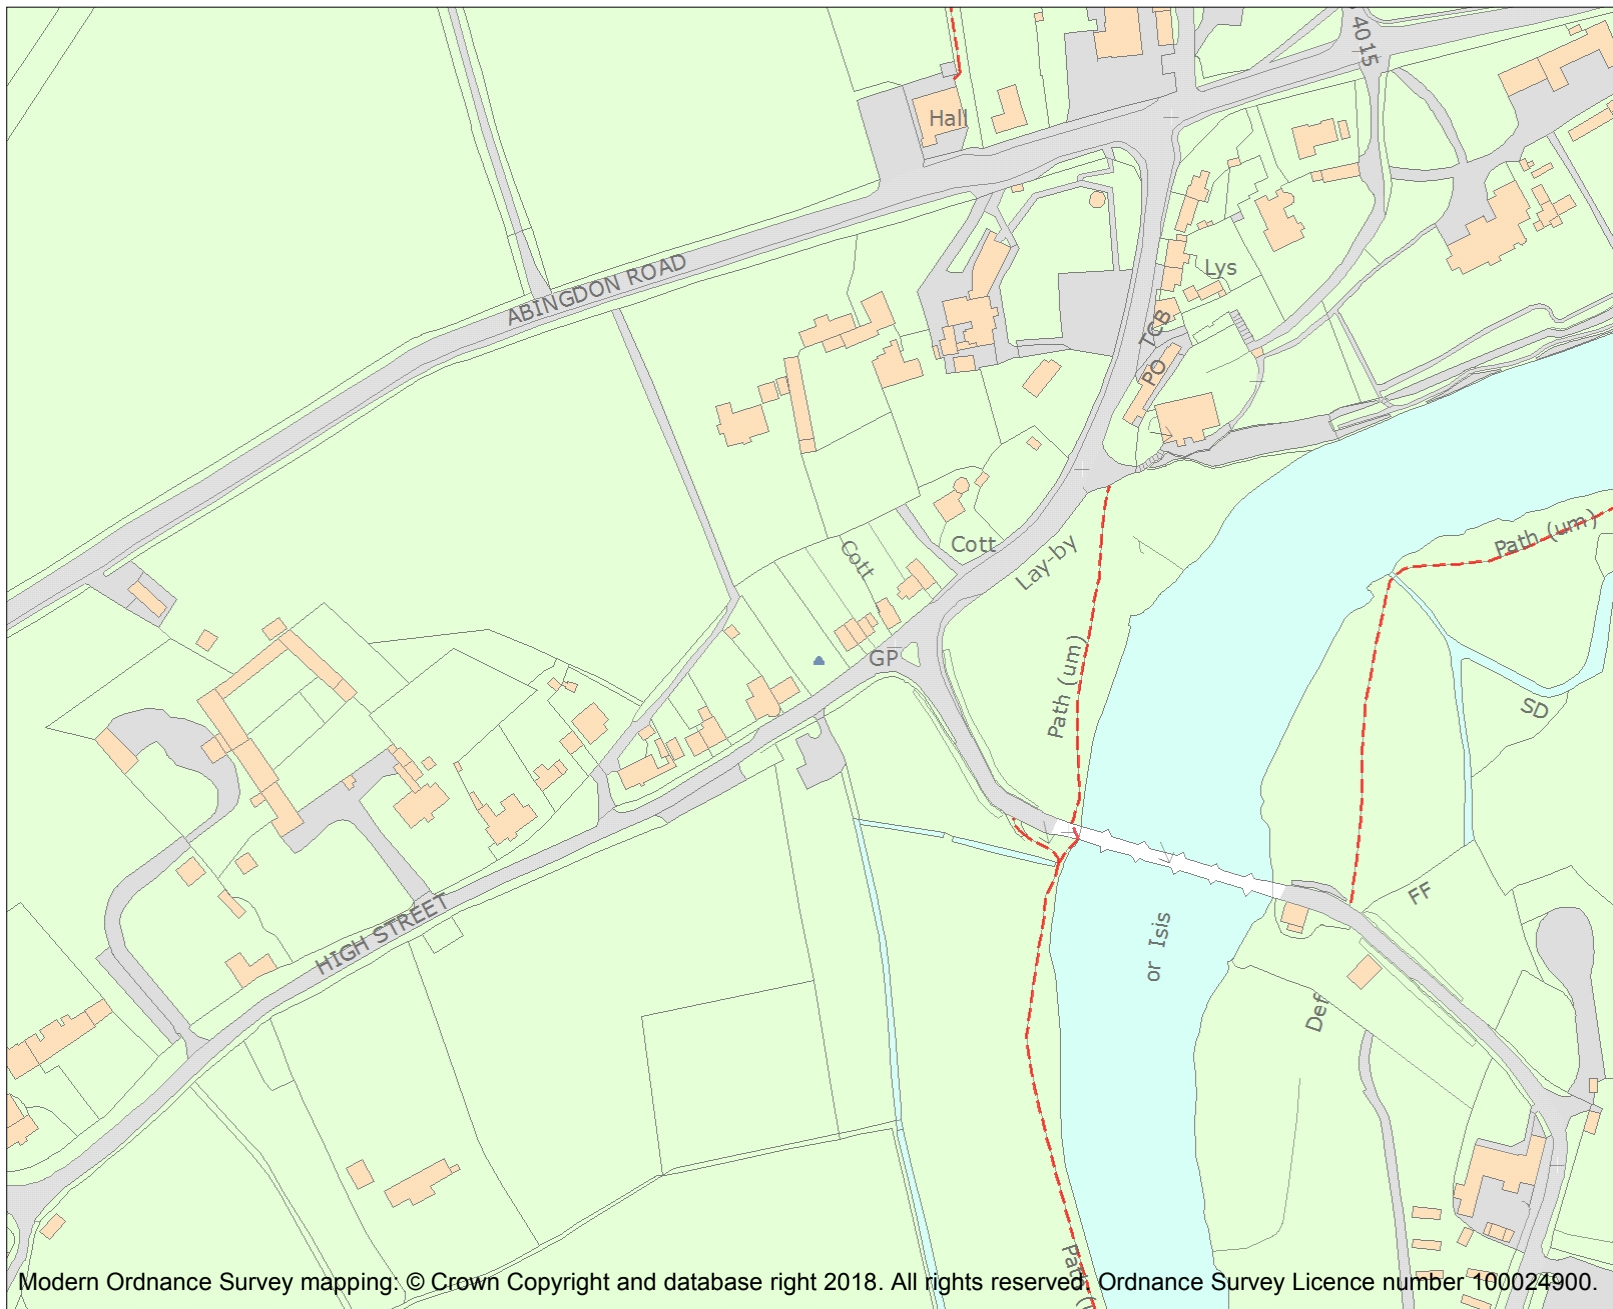 4015
Hall
Lys
ABINGDON ROAD
TCB
PO
Path (um)
Cott
Cott
Lay-by
GP
Path (um)
SD
FF
HIGH STREET
or Isis
Def
Path (
Modern Ordnance Survey mapping: © Crown Copyright and database right 2018. All rights reserved. Ordnance Survey Licence number 100024900.